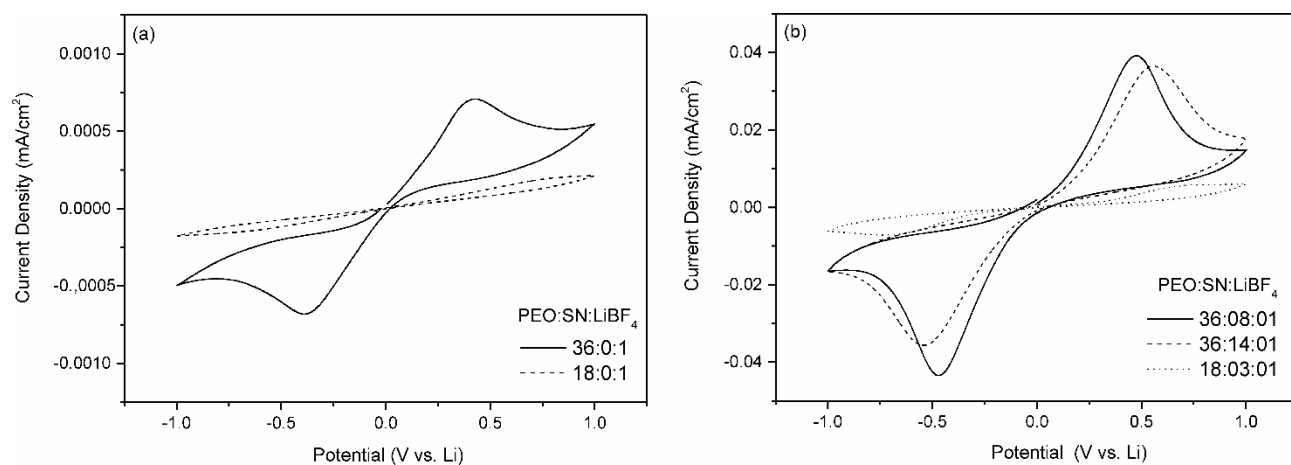 (a)
0.0010
0.0005
0.0000
-0.,0005
-0.0010
Current Density (mA/cm²)
PEO:SN:LiBF₄
36:0:1
18:0:1
-1.0 -0.5 0.0 0.5 1.0
Potential (V vs. Li)
(b)
0.04
0.02
0.00
-0.02
-0.04
Current Density (mA/cm²)
PEO:SN:LiBF₄
36:08:01
36:14:01
18:03:01
-1.0 -0.5 0.0 0.5 1.0
Potential (V vs. Li)